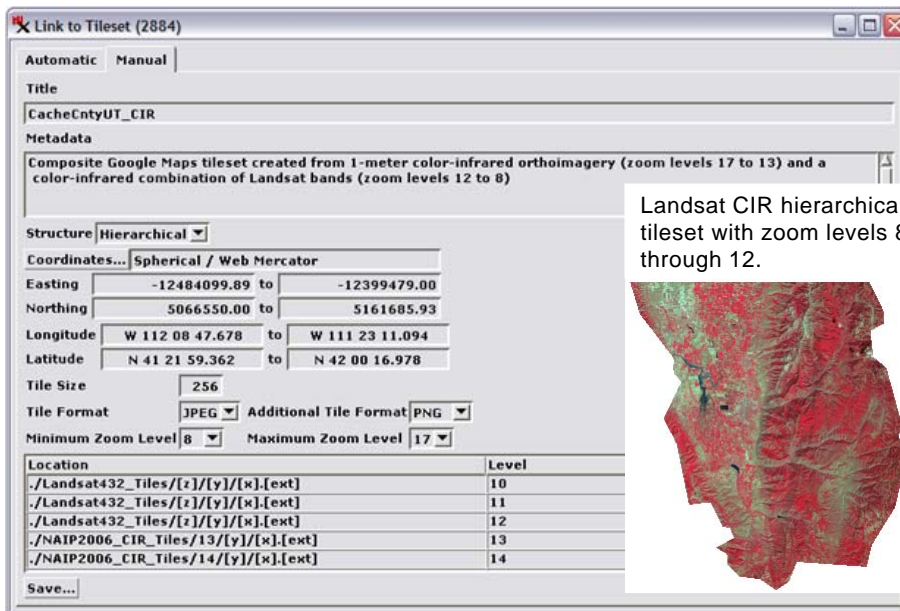 Link to Tileset (2884)
Automatic Manual
Title
CacheCntyUT_CIR
Metadata
Composite Google Maps tileset created from 1-meter color-infrared orthoimagery (zoom levels 17 to 13) and a
color-infrared combination of Landsat bands (zoom levels 12 to 8)
Landsat CIR hierarchica
tileset with zoom levels 8
through 12.
Structure Hierarchical
Coordinates... Spherical / Web Mercator
Easting -12484099.89 to -12399479.00
Northing 5066550.00 to 5161685.93
Longitude W 112 08 47.678 to W 111 23 11.094
Latitude N 41 21 59.362 to N 42 00 16.978
Tile Size 256
Tile Format JPEG Additional Tile Format PNG
Minimum Zoom Level 8 Maximum Zoom Level 17
Location Level
./Landsat432_Tiles/[z]/[y]/[x].[ext] 10
./Landsat432_Tiles/[z]/[y]/[x].[ext] 11
./Landsat432_Tiles/[z]/[y]/[x].[ext] 12
./NAIP2006_CIR_Tiles/13/[y]/[x].[ext] 13
./NAIP2006_CIR_Tiles/14/[y]/[x].[ext] 14
Save...